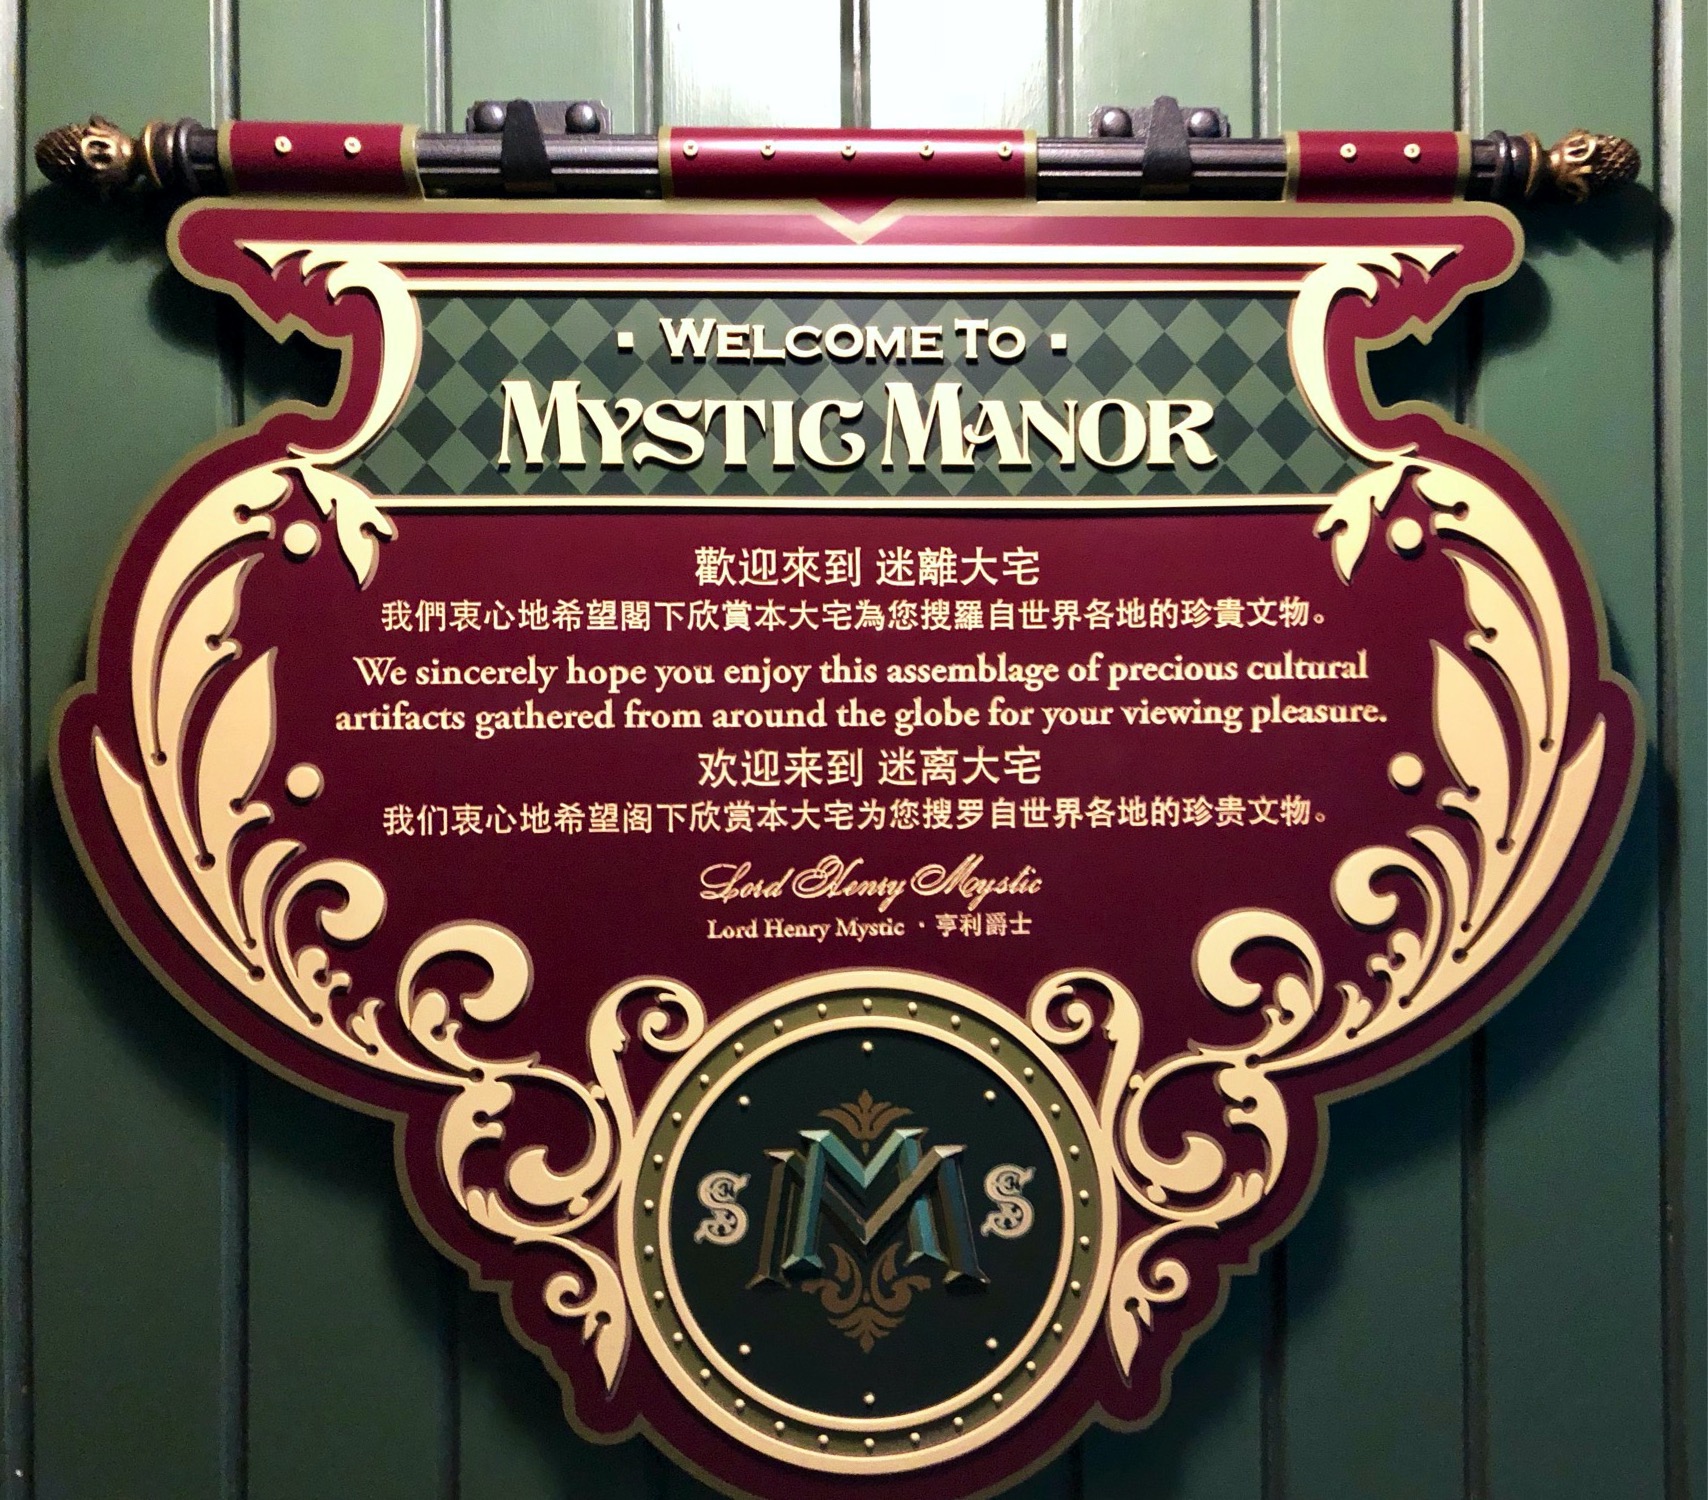 ▪ WELCOME TO ▪
MYSTIC MANOR
歡迎來到 迷離大宅
我們衷心地希望閣下欣賞本大宅為您搜羅自世界各地的珍貴文物。
We sincerely hope you enjoy this assemblage of precious cultural
artifacts gathered from around the globe for your viewing pleasure.
欢迎来到 迷离大宅
我们衷心地希望阁下欣赏本大宅为您搜罗自世界各地的珍贵文物。
Lord Henry Mystic
Lord Henry Mystic · 亨利爵士
S MM S